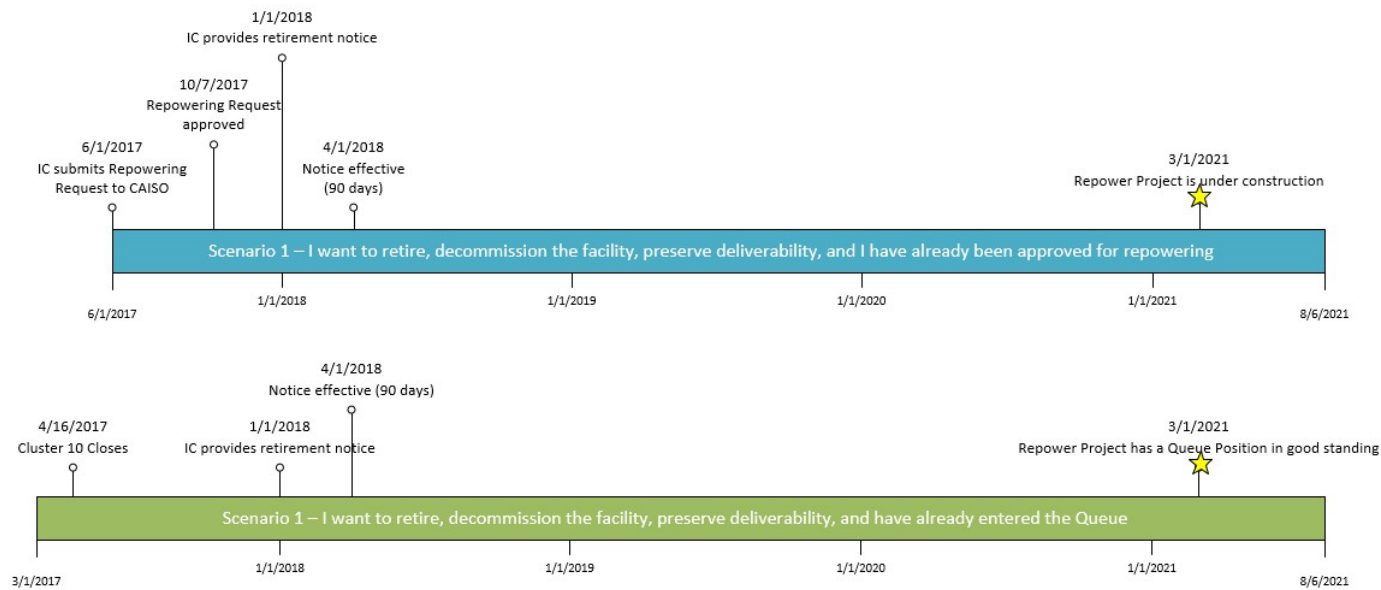 1/1/2018
IC provides retirement notice
10/7/2017
Repowering Request
approved
6/1/2017
IC submits Repowering
Request to CAISO
4/1/2018
Notice effective
(90 days)
3/1/2021
Repower Project is under construction
Scenario 1 – I want to retire, decommission the facility, preserve deliverability, and I have already been approved for repowering
6/1/2017
1/1/2018
1/1/2019
1/1/2020
1/1/2021
8/6/2021
4/1/2018
Notice effective (90 days)
4/16/2017
Cluster 10 Closes
1/1/2018
IC provides retirement notice
3/1/2021
Repower Project has a Queue Position in good standing
Scenario 1 – I want to retire, decommission the facility, preserve deliverability, and have already entered the Queue
3/1/2017
1/1/2018
1/1/2019
1/1/2020
1/1/2021
8/6/2021